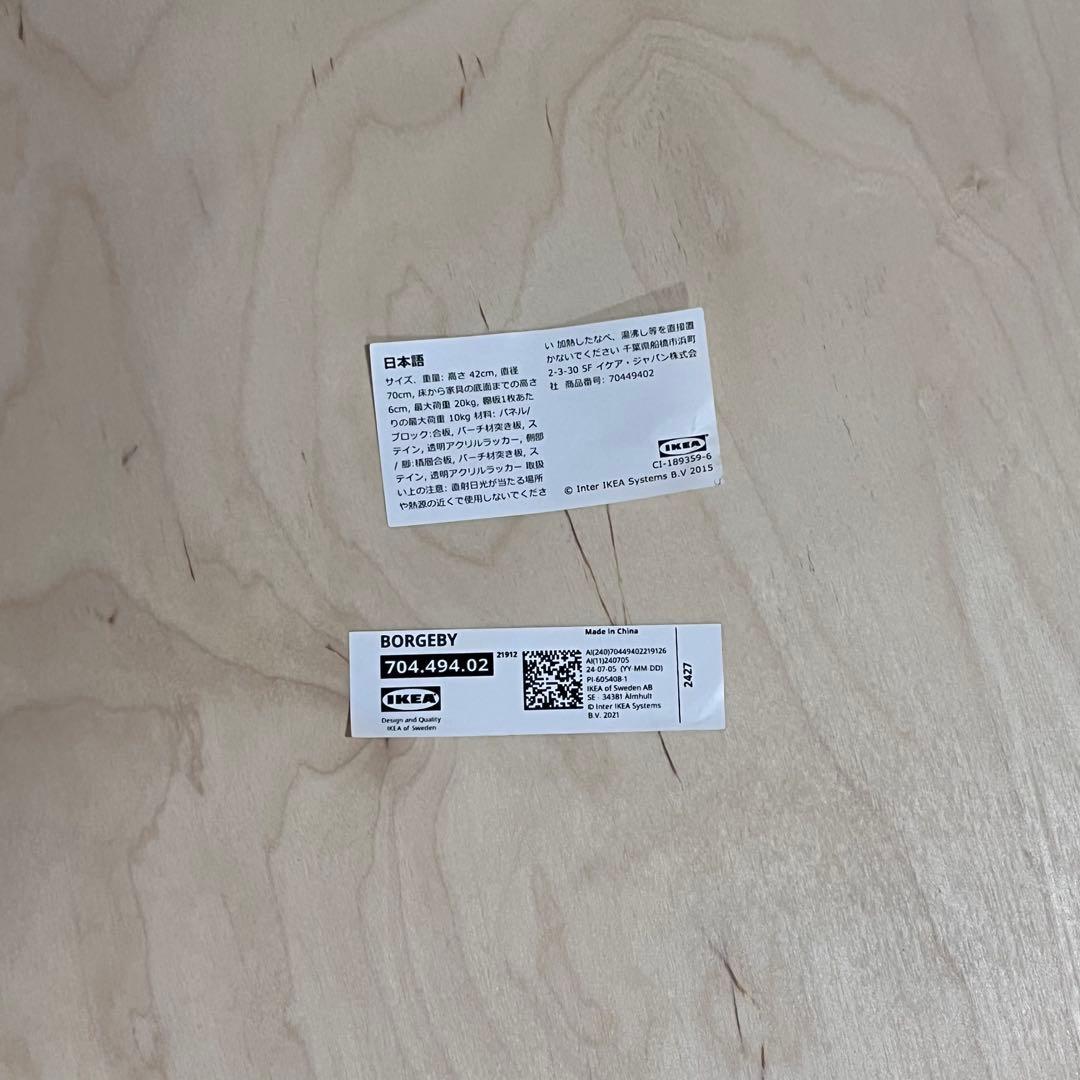 日本語
サイズ、重量: 高さ 42cm, 直径
70cm, 床から家具の底面までの高さ
6cm, 最大荷重 20kg, 棚板1枚あた
りの最大荷重 10kg 材料: パネル/
ブロック:合板, バーチ材突き板, ス
テイン, 透明アクリルラッカー, 側部
/ 脚:積層合板, バーチ材突き板, ス
テイン, 透明アクリルラッカー 取扱
い上の注意: 直射日光が当たる場所
や熱源の近くで使用しないでくださ
い 加熱したなべ、湯沸し等を直接置
かないでください 千葉県船橋市浜町
2-3-30 5F イケア・ジャパン株式会
社 商品番号: 70449402
IKEA
CI-189359-6
© Inter IKEA Systems B.V 2015
BORGEBY
704.494.02
21912
IKEA
Design and Quality
IKEA of Sweden
Made in China
AI(240)70449402219126
AI(11)240705
24-07-05 (YY-MM-DD)
PI-605408-1
IKEA of Sweden AB
SE - 34381 Älmhult
© Inter IKEA Systems
B.V. 2021
2427